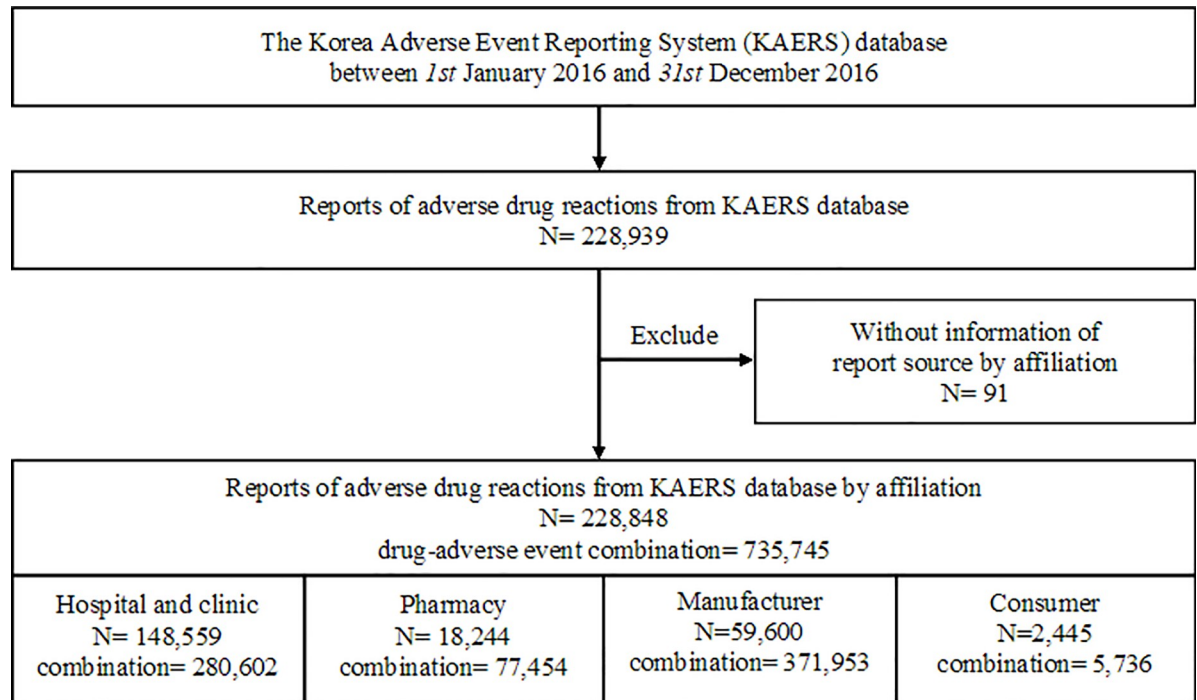 The Korea Adverse Event Reporting System (KAERS) database
between 1st January 2016 and 31st December 2016
Reports of adverse drug reactions from KAERS database
N= 228,939
Exclude
Without information of
report source by affiliation
N= 91
Reports of adverse drug reactions from KAERS database by affiliation
N= 228,848
drug-adverse event combination= 735,745
Hospital and clinic
N= 148,559
combination= 280,602
Pharmacy
N= 18,244
combination= 77,454
Manufacturer
N=59,600
combination= 371,953
Consumer
N=2,445
combination= 5,736